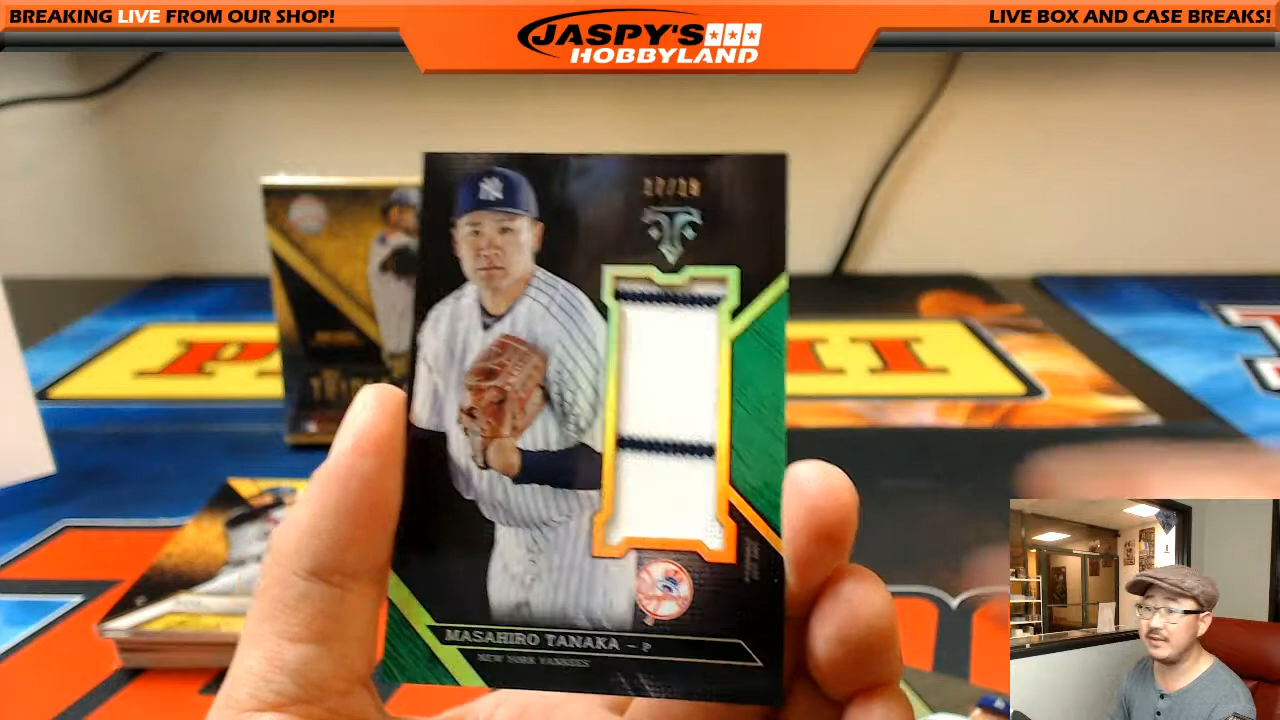 BREAKING LIVE FROM OUR SHOP!
JASPY'S
HOBBYLAND
LIVE BOX AND CASE BREAKS!
MASAHIRO TANAKA - P
NEW YORK YANKEES